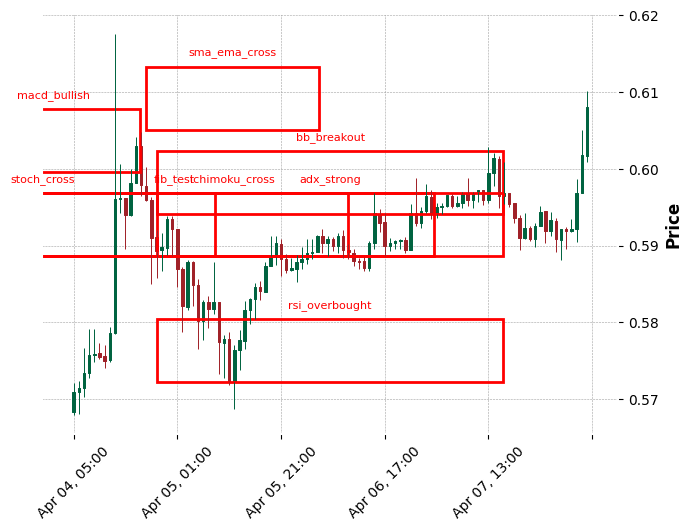 0.62
sma_ema_cross
macd_bullish
0.61
bb_breakout
stoch_cross
fib_test
ichimoku_cross
adx_strong
0.60
Price
0.59
rsi_overbought
0.58
0.57
Apr 04, 05:00
Apr 05, 01:00
Apr 05, 21:00
Apr 06, 17:00
Apr 07, 13:00